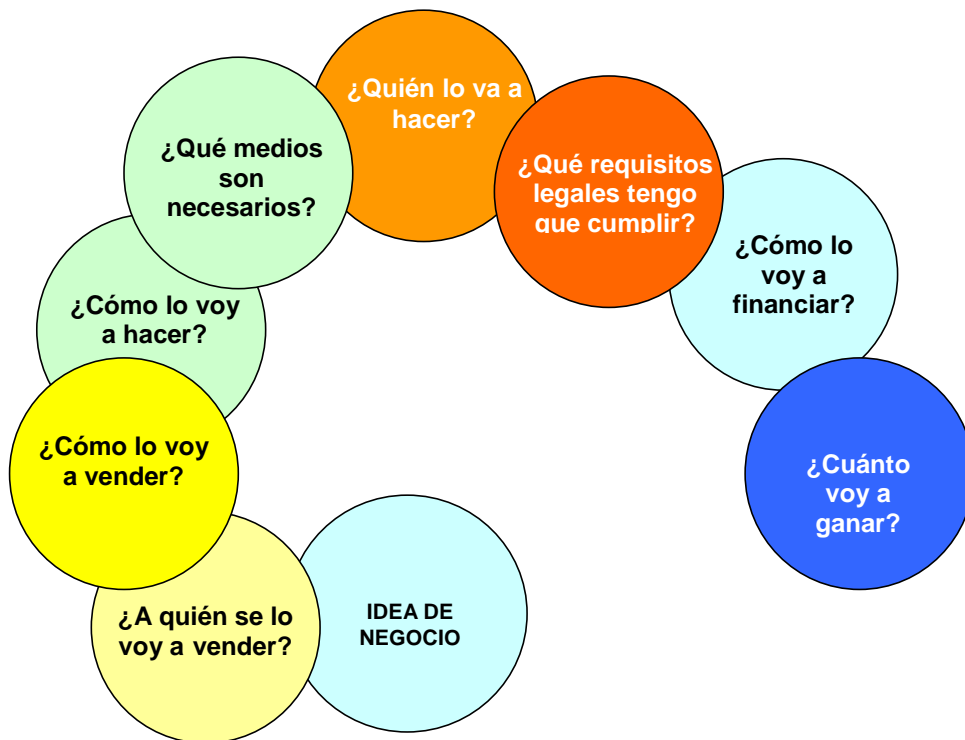 ¿Quién lo va a
hacer?
¿Qué medios
son
necesarios?
¿Qué requisitos
legales tengo
que cumplir?
¿Cómo lo
voy a
financiar?
¿Cómo lo voy
a hacer?
¿Cómo lo voy
a vender?
¿Cuánto
voy a
ganar?
¿A quién se lo
voy a vender?
IDEA DE
NEGOCIO